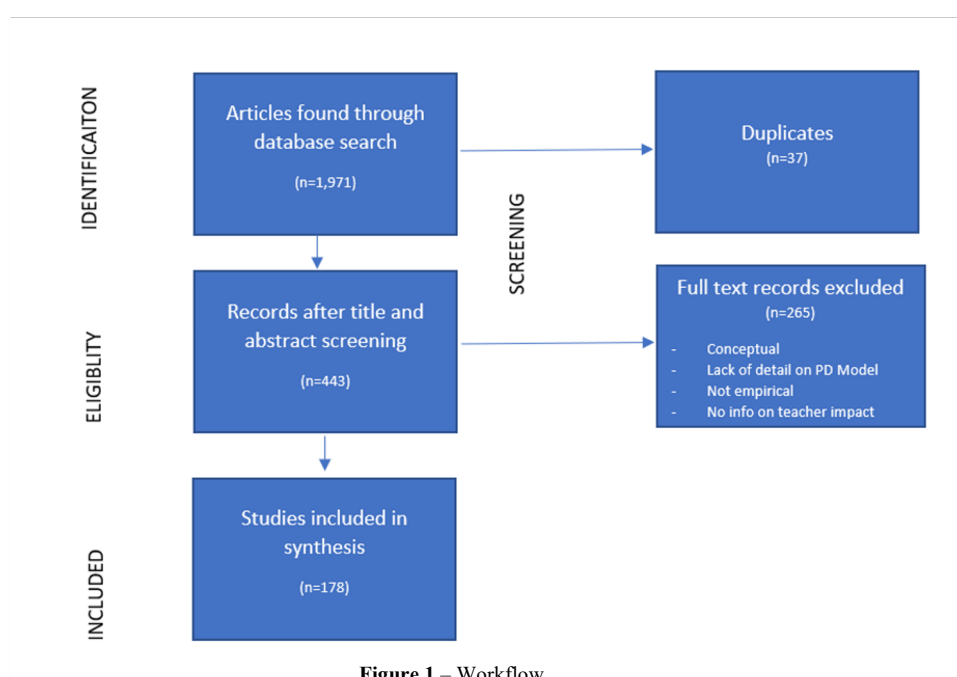 IDENTIFICAITON
Articles found through
database search
(n=1,971)
Duplicates
(n=37)
SCREENING
ELIGIBLITY
Records after title and
abstract screening
(n=443)
Full text records excluded
(n=265)
- Conceptual
- Lack of detail on PD Model
- Not empirical
- No info on teacher impact
INCLUDED
Studies included in
synthesis
(n=178)
Figure 1 – Workflow